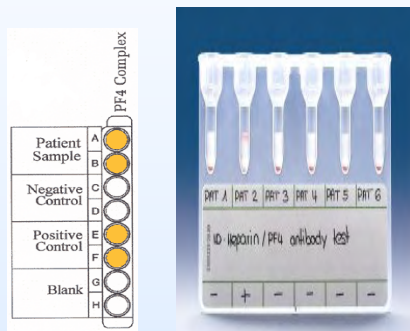 PF4 Complex
Patient Sample
A
B
Negative Control
C
D
Positive Control
E
F
Blank
G
H
PAT 1 PAT 2 PAT 3 PAT 4 PAT 5 PAT 6
ID-Heparin/PF4 antibody test
- + - - - -